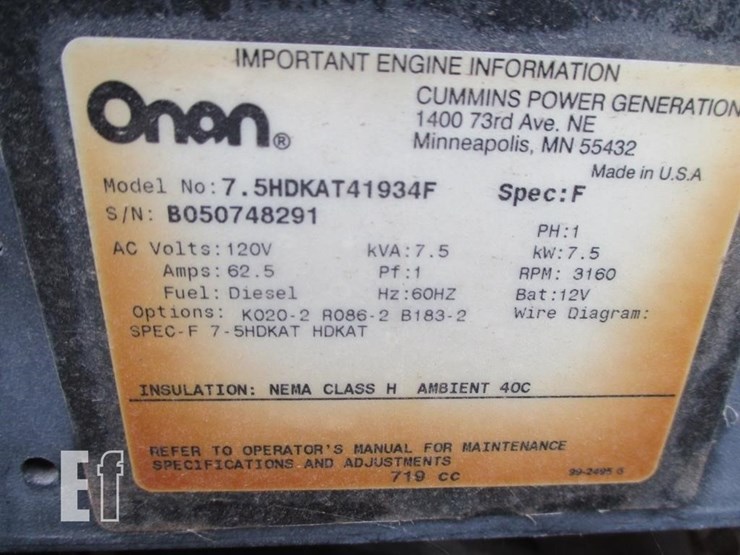 IMPORTANT ENGINE INFORMATION
Onan®
CUMMINS POWER GENERATION
1400 73rd Ave. NE
Minneapolis, MN 55432
Made in U.S.A
Model No: 7.5HDKAT41934F Spec:F
S/N: B050748291
PH:1
AC Volts: 120V kVA: 7.5 kW: 7.5
Amps: 62.5 Pf: 1 RPM: 3160
Fuel: Diesel Hz: 60HZ Bat: 12V
Options: K020-2 R086-2 B183-2 Wire Diagram:
SPEC-F 7-5HDKAT HDKAT
INSULATION: NEMA CLASS H AMBIENT 40C
REFER TO OPERATOR'S MANUAL FOR MAINTENANCE
SPECIFICATIONS AND ADJUSTMENTS
719 cc
99-2495 G
Ef